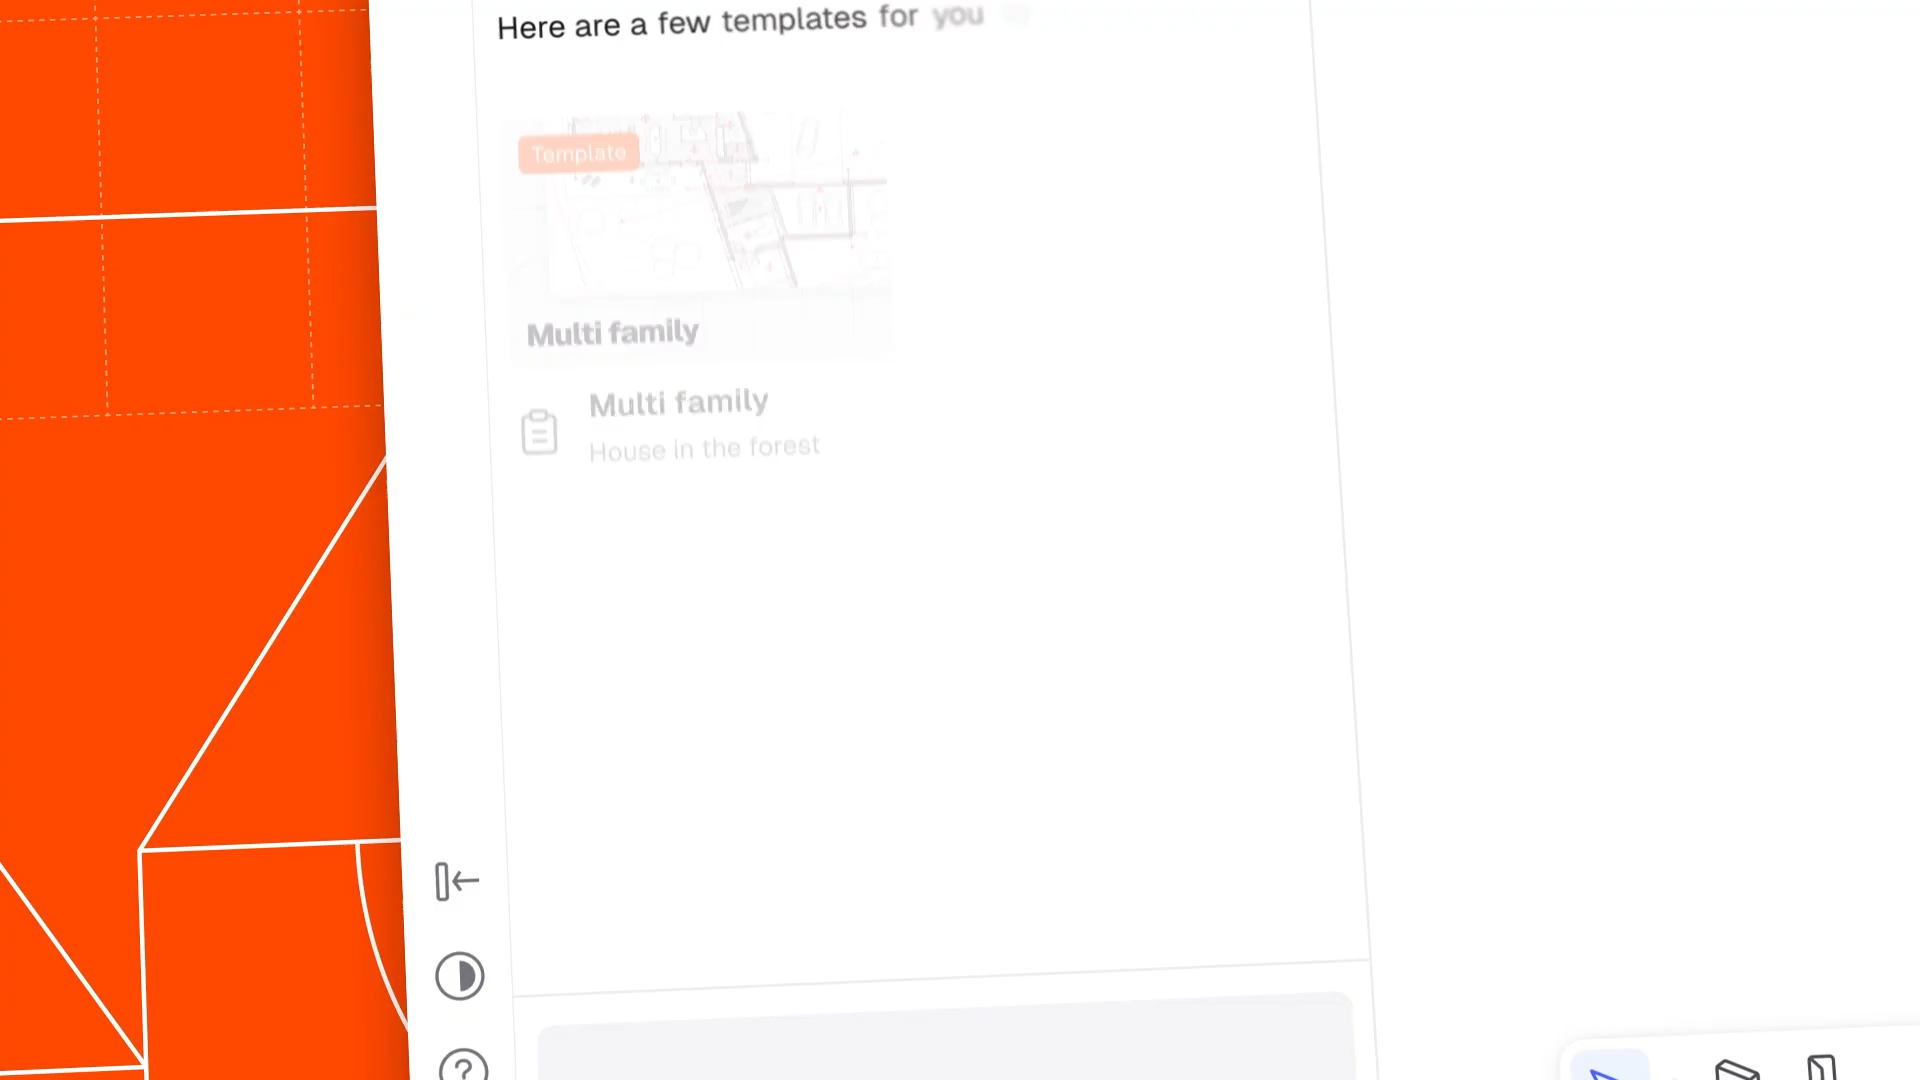 Here are a few templates for you
Template
Multi family
Multi family
House in the forest